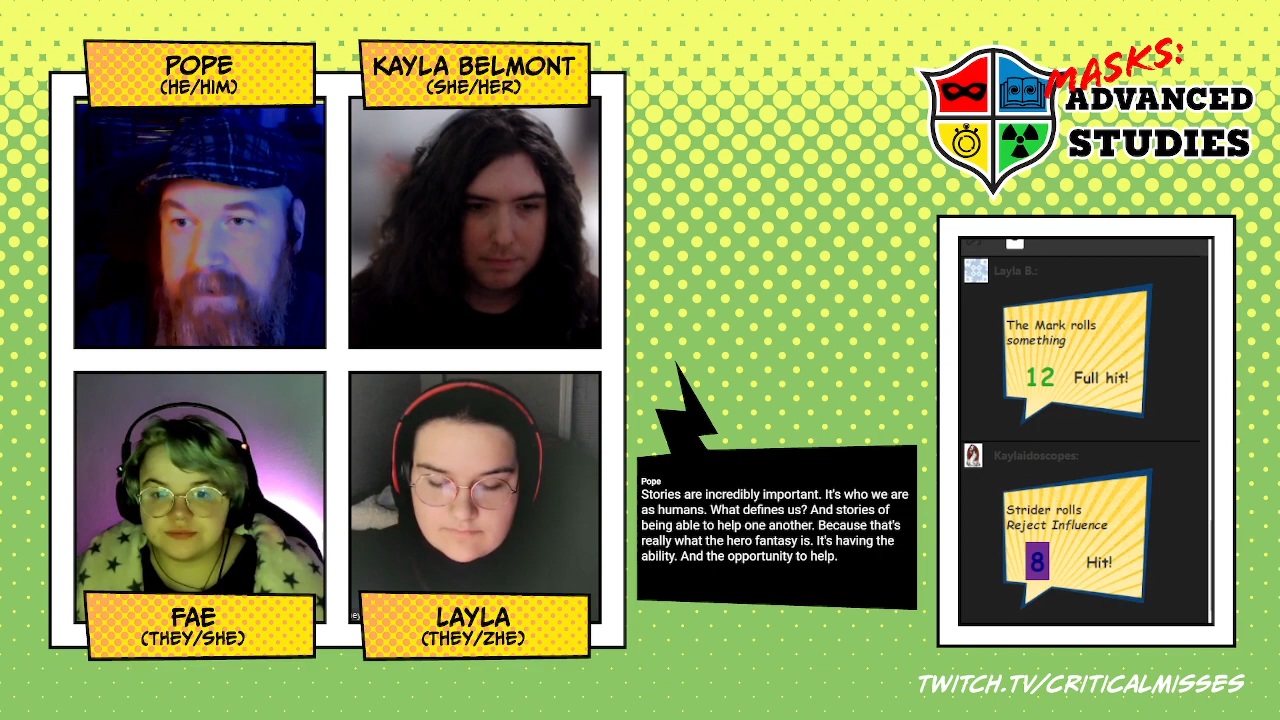 POPE
(HE/HIM)
KAYLA BELMONT
(SHE/HER)
FAE
(THEY/SHE)
LAYLA
(THEY/ZHE)
Pope
Stories are incredibly important. It's who we are
as humans. What defines us? And stories of
being able to help one another. Because that's
really what the hero fantasy is. It's having the
ability. And the opportunity to help.
MASKS:
ADVANCED
STUDIES
Layla B.:
The Mark rolls
something
12 Full hit!
Kaylaidoscopes:
Strider rolls
Reject Influence
8 Hit!
TWITCH.TV/CRITICALMISSES